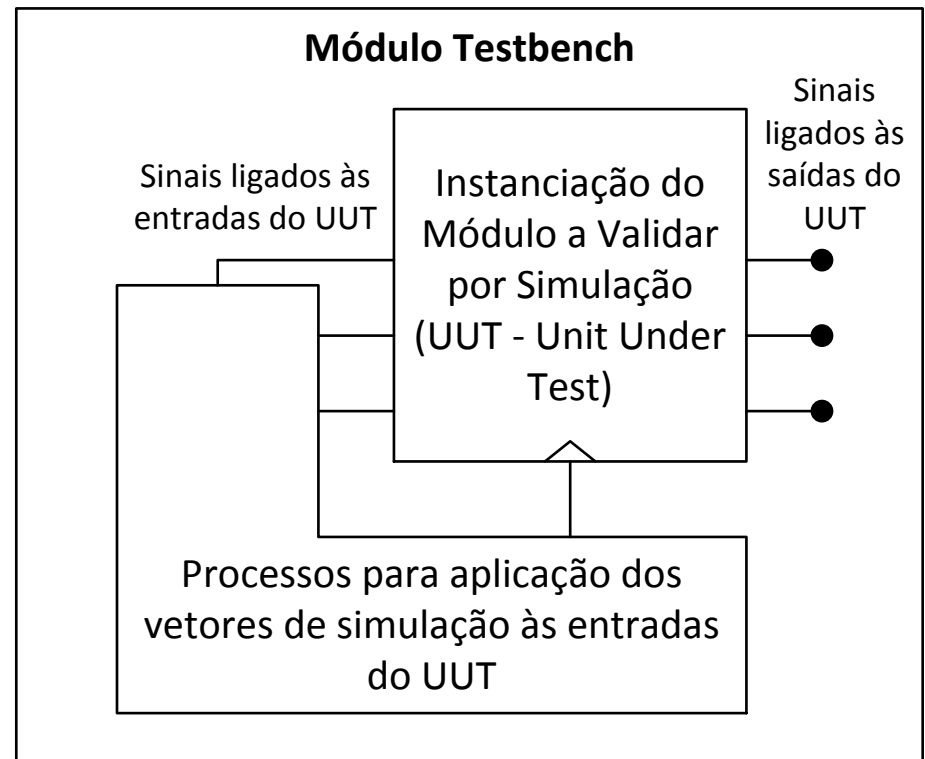 Módulo Testbench
Sinais
ligados às
saídas do
UUT
Sinais ligados às
entradas do UUT
Instanciação do
Módulo a Validar
por Simulação
(UUT - Unit Under
Test)
Processos para aplicação dos
vetores de simulação às entradas
do UUT